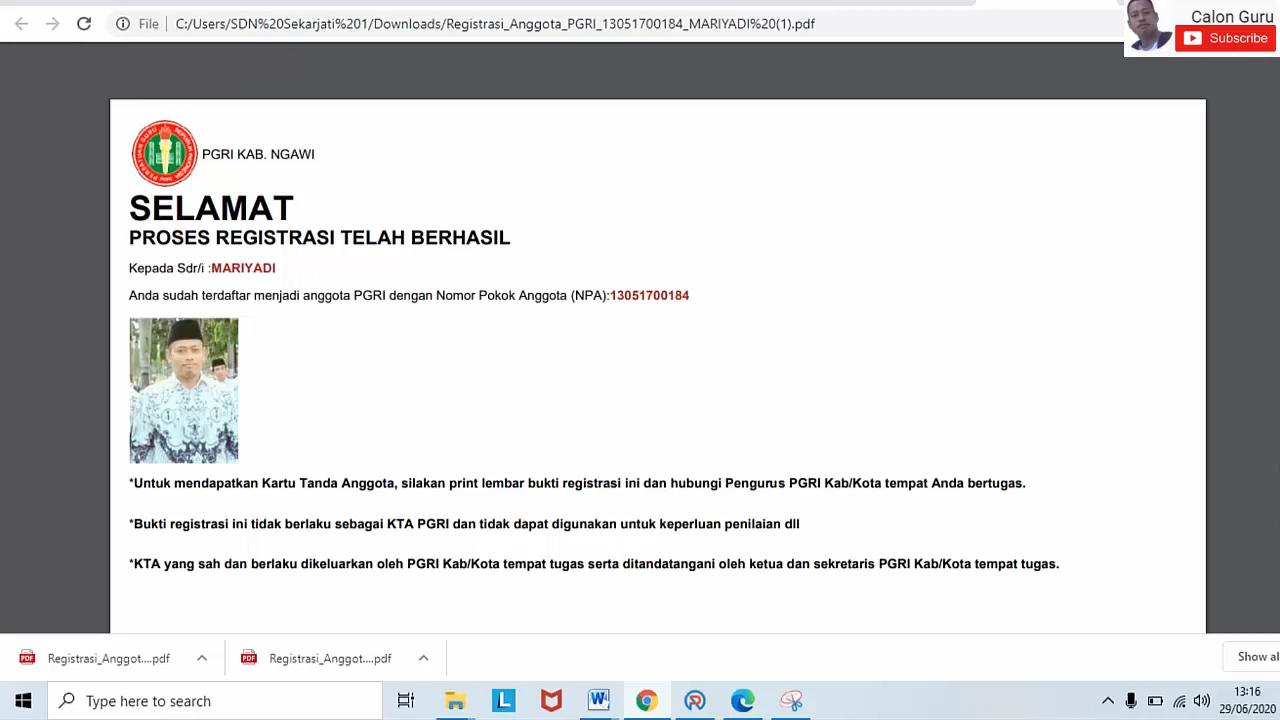 File
C:/Users/SDN%20Sekarjati%201/Downloads/Registrasi_Anggota_PGRI_13051700184_MARIYADI%20(1).pdf
Calon Guru
Subscribe
PGRI KAB. NGAWI
SELAMAT
PROSES REGISTRASI TELAH BERHASIL
Kepada Sdr/i :MARIYADI
Anda sudah terdaftar menjadi anggota PGRI dengan Nomor Pokok Anggota (NPA):13051700184
*Untuk mendapatkan Kartu Tanda Anggota, silakan print lembar bukti registrasi ini dan hubungi Pengurus PGRI Kab/Kota tempat Anda bertugas.
*Bukti registrasi ini tidak berlaku sebagai KTA PGRI dan tidak dapat digunakan untuk keperluan penilaian dll
*KTA yang sah dan berlaku dikeluarkan oleh PGRI Kab/Kota tempat tugas serta ditandatangani oleh ketua dan sekretaris PGRI Kab/Kota tempat tugas.
PDF Registrasi_Anggot....pdf
PDF Registrasi_Anggot....pdf
Show al
Type here to search
13:16
29/06/2020